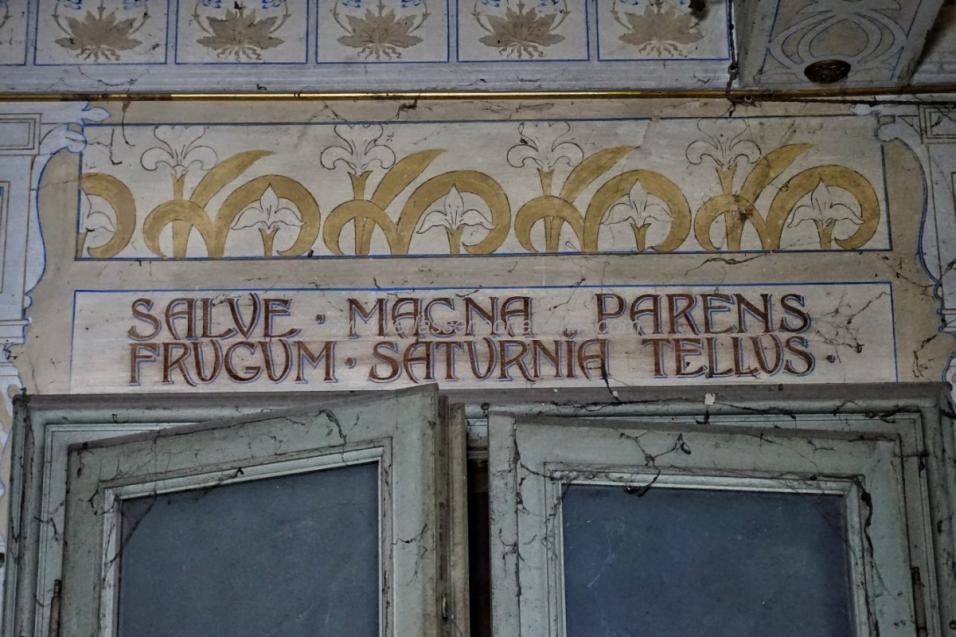 SALVE · MAGNA PARENS
FRUGUM · SATURNIA TELLUS ·